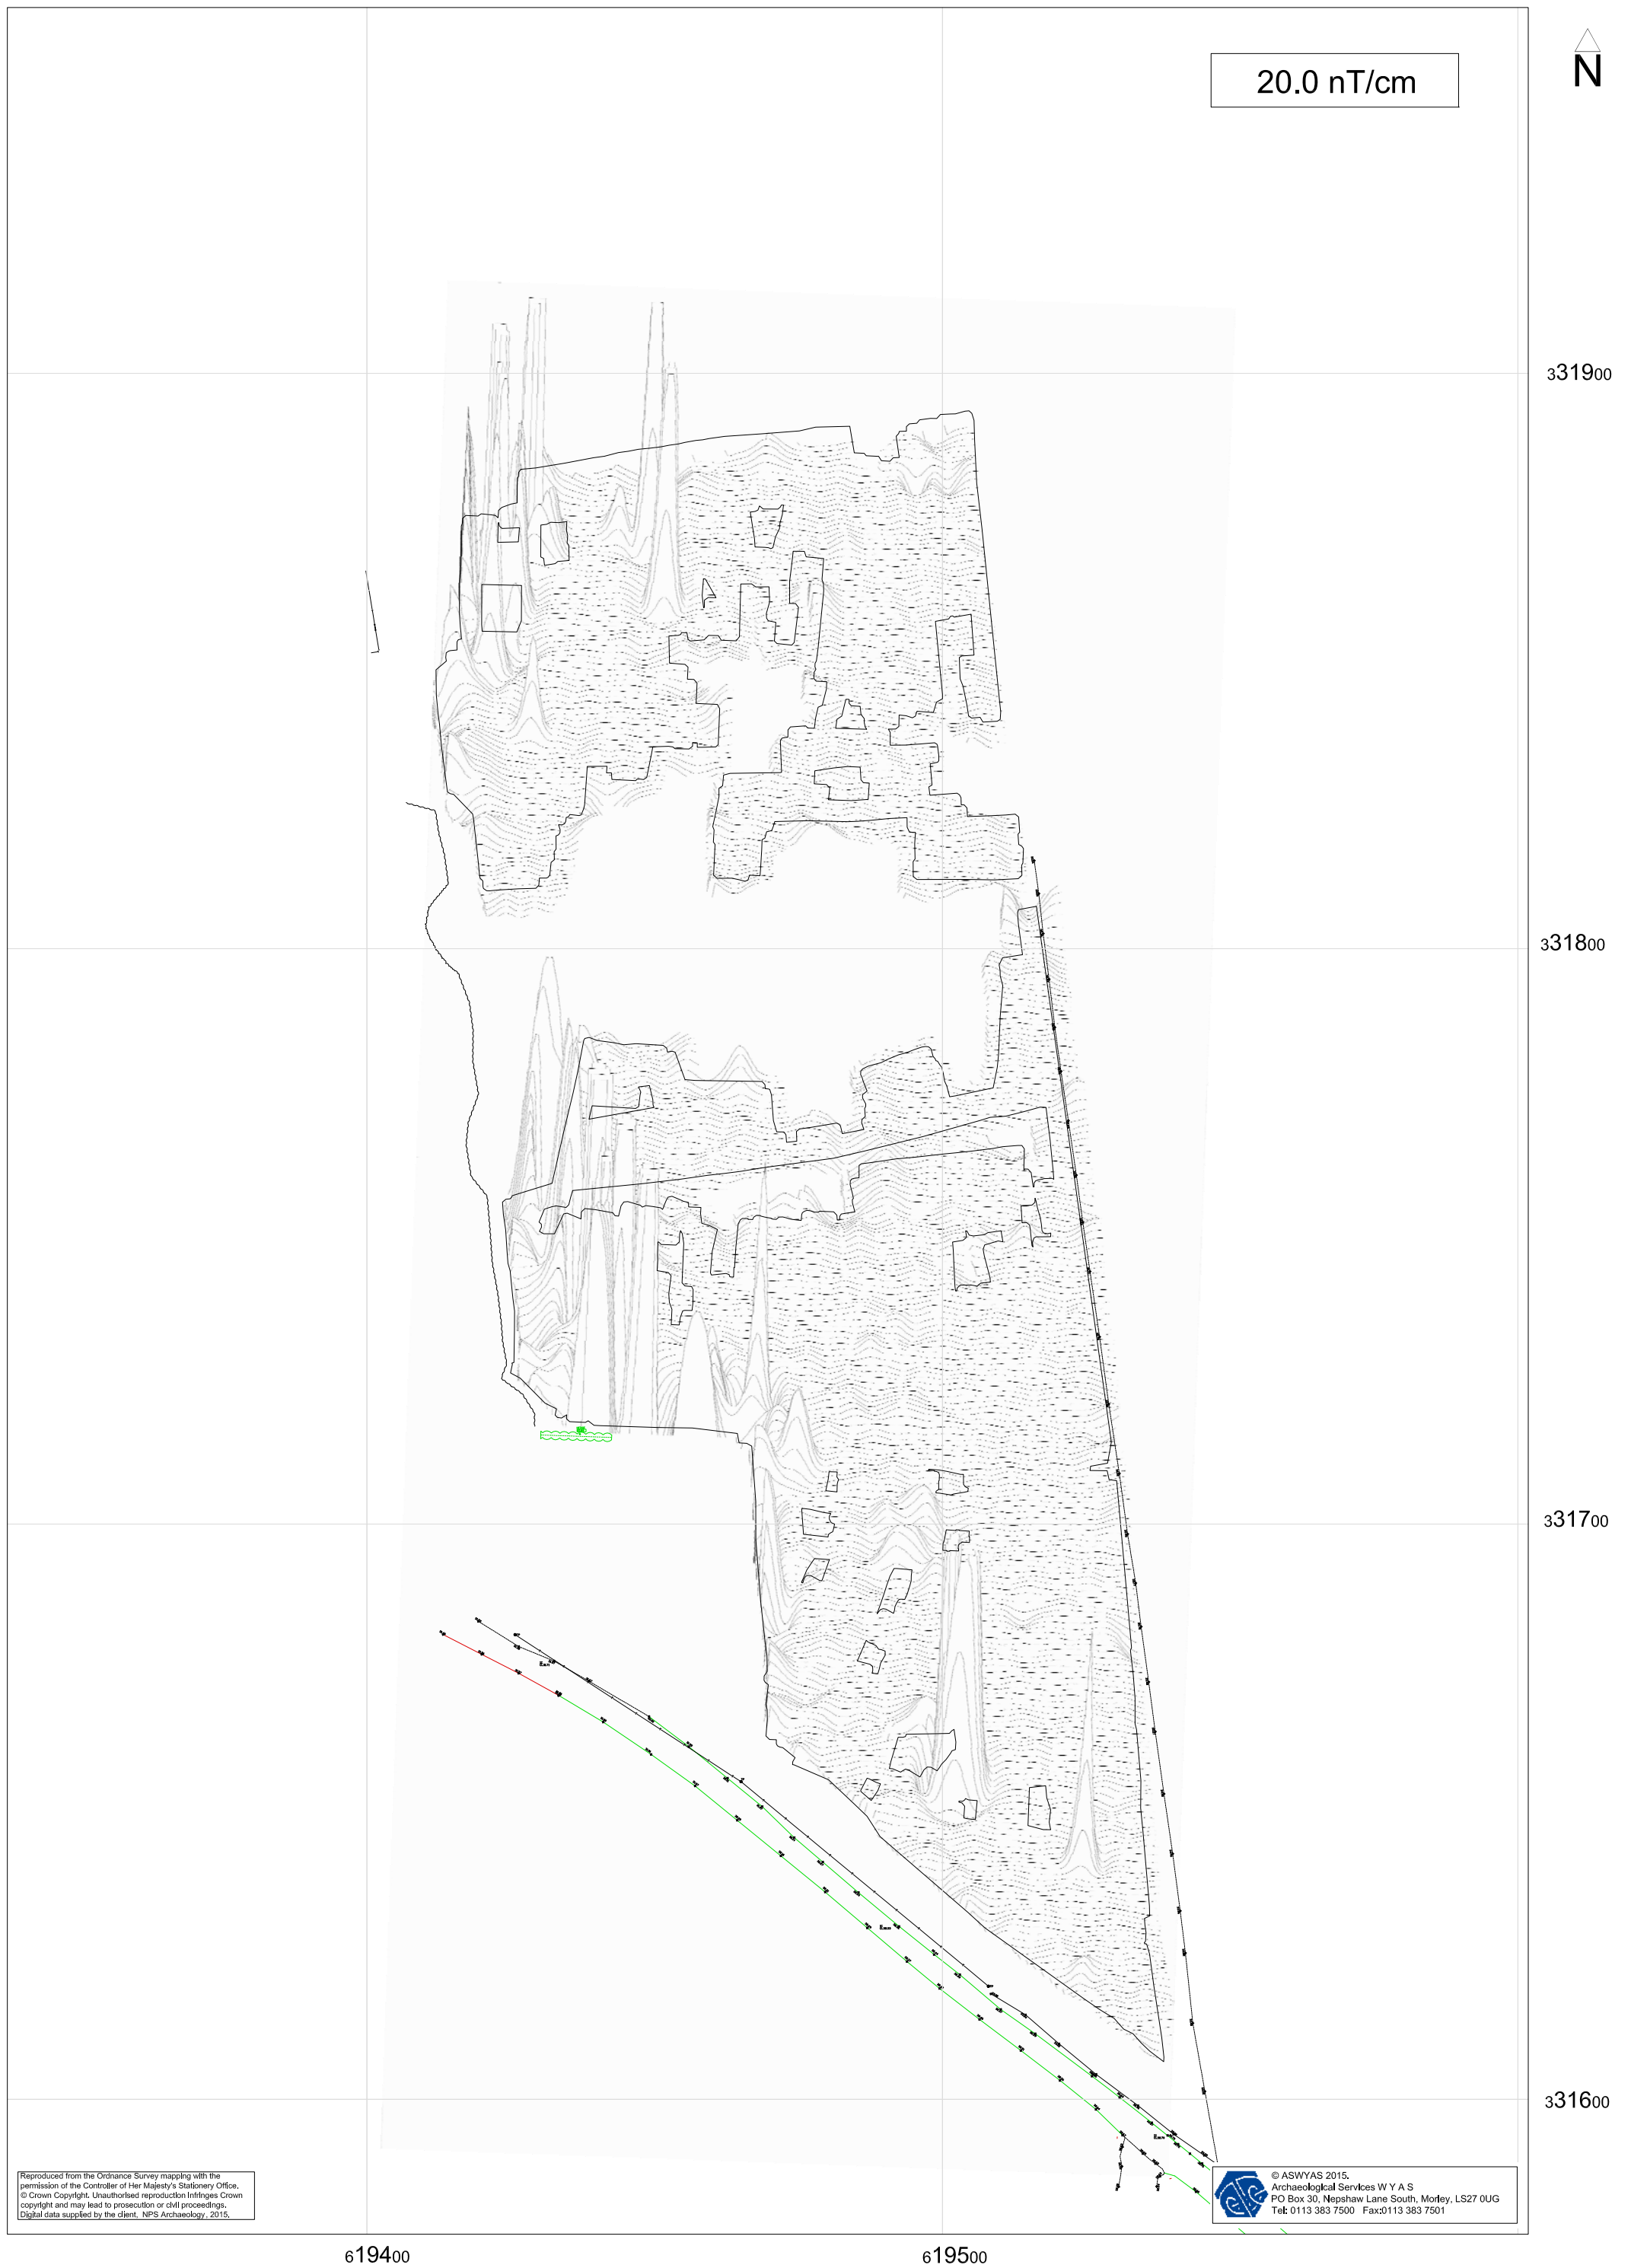 20.0 nT/cm
N
331900
331800
331700
331600
Reproduced from the Ordnance Survey mapping with the
permission of the Controller of Her Majesty's Stationery Office.
© Crown Copyright. Unauthorised reproduction infringes Crown
copyright and may lead to prosecution or civil proceedings.
Digital data supplied by the client, NPS Archaeology, 2015.
© ASWYAS 2015.
Archaeological Services W Y A S
PO Box 30, Nepshaw Lane South, Morley, LS27 0UG
Tel: 0113 383 7500 Fax:0113 383 7501
619400
619500